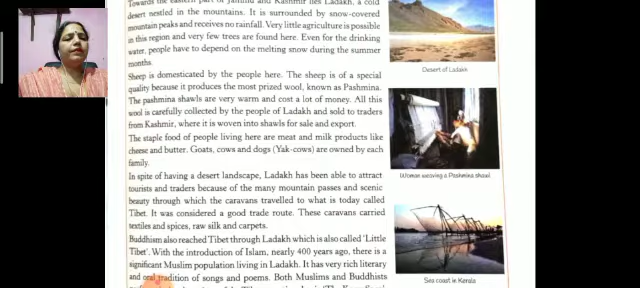 Towards the eastern part of Jammu and Kashmir lies Ladakh, a cold
desert nestled in the mountains. It is surrounded by snow-covered
mountain peaks and receives no rainfall. Very little agriculture is possible
in this region and very few trees are found here. Even for the drinking
water, people have to depend on the melting snow during the summer
months.
Sheep is domesticated by the people here. The sheep is of a special
quality because it produces the most prized wool, known as Pashmina.
The pashmina shawls are very warm and cost a lot of money. All this
wool is carefully collected by the people of Ladakh and sold to traders
from Kashmir, where it is woven into shawls for sale and export.
The staple food of people living here are meat and milk products like
cheese and butter. Goats, cows and dogs (Yak-cows) are owned by each
family.
In spite of having a desert landscape, Ladakh has been able to attract
tourists and traders because of the many mountain passes and scenic
beauty through which the caravans travelled to what is today called
Tibet. It was considered a good trade route. These caravans carried
textiles and spices, raw silk and carpets.
Buddhism also reached Tibet through Ladakh which is also called 'Little
Tibet'. With the introduction of Islam, nearly 400 years ago, there is a
significant Muslim population living in Ladakh. It has very rich literary
and oral tradition of songs and poems. Both Muslims and Buddhists
Desert of Ladakh
Woman weaving a Pashmina shawl
Sea coast in Kerala